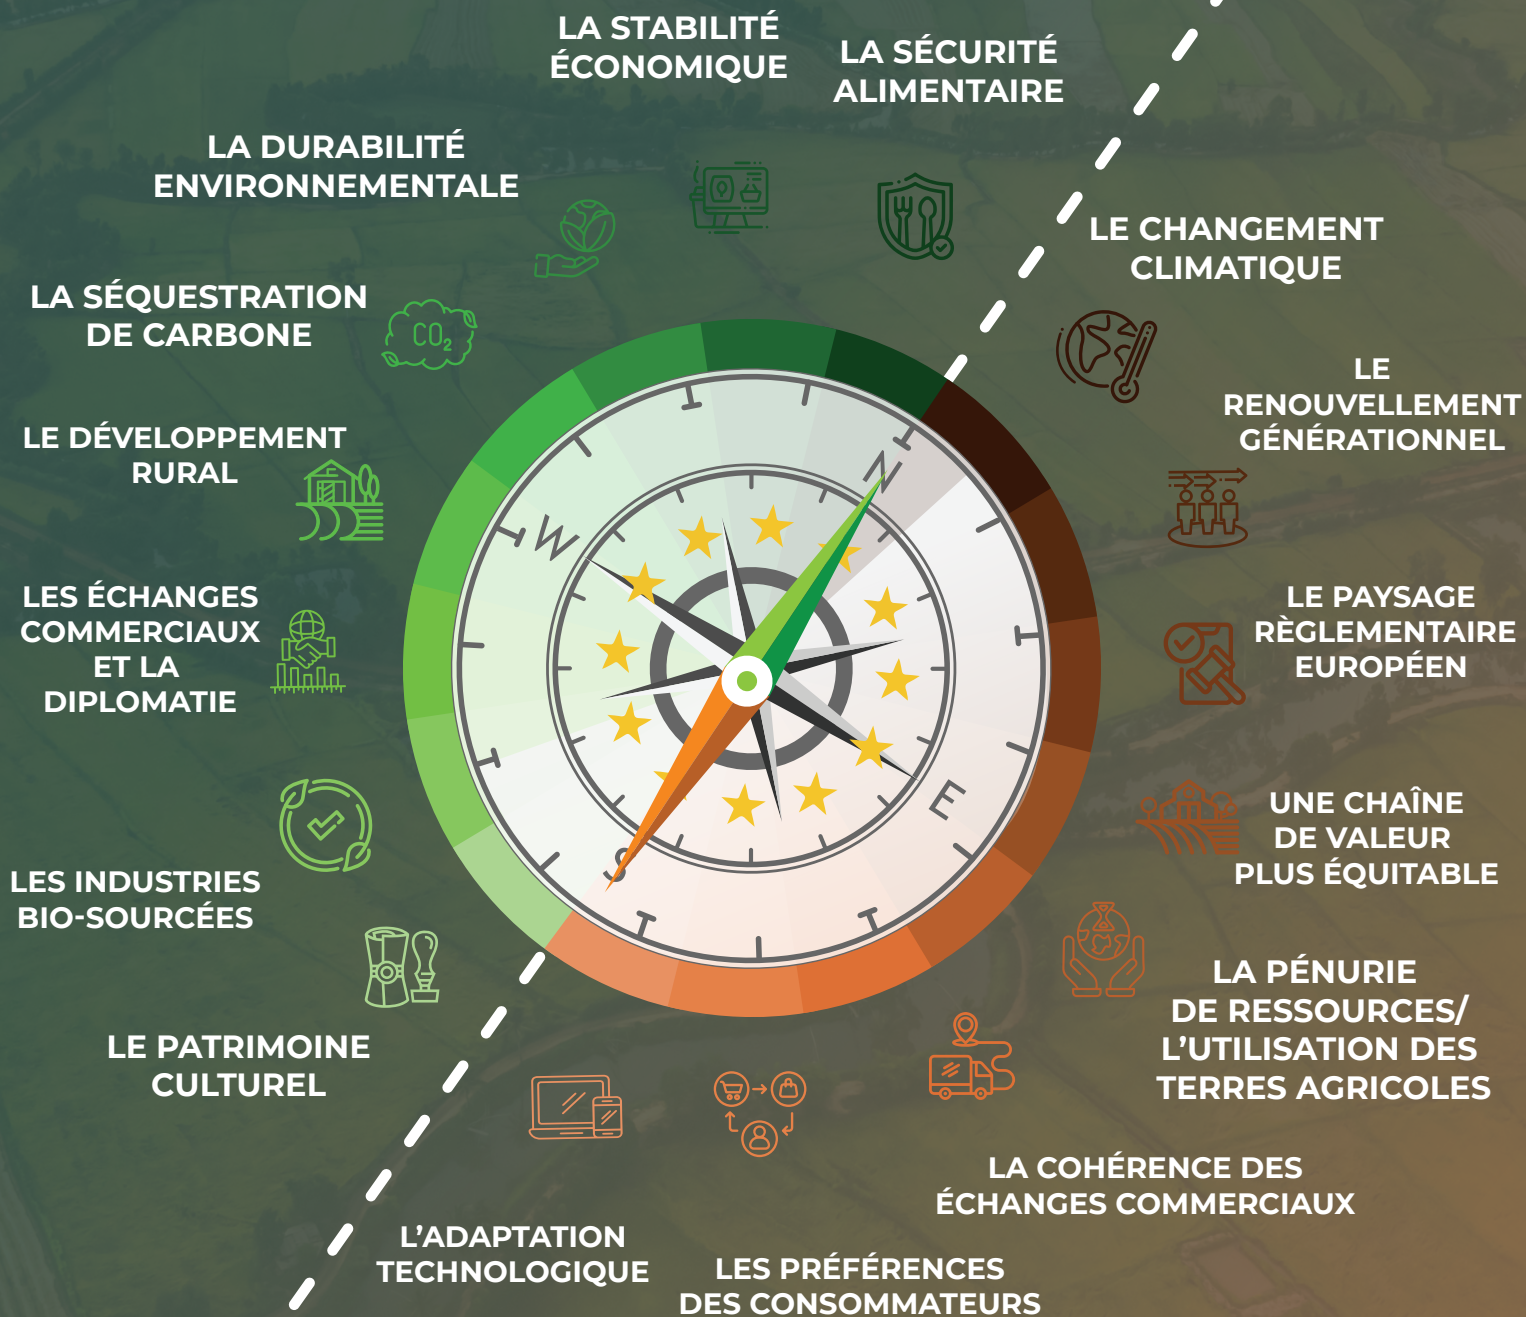 LA STABILITÉ
ÉCONOMIQUE
LA SÉCURITÉ
ALIMENTAIRE
LA DURABILITÉ
ENVIRONNEMENTALE
LE CHANGEMENT
CLIMATIQUE
LA SÉQUESTRATION
DE CARBONE
CO₂
LE
RENOUVELLEMENT
GÉNÉRATIONNEL
LE DÉVELOPPEMENT
RURAL
N
W
LES ÉCHANGES
COMMERCIAUX
ET LA
DIPLOMATIE
LE PAYSAGE
RÈGLEMENTAIRE
EUROPÉEN
E
S
UNE CHAÎNE
DE VALEUR
PLUS ÉQUITABLE
LES INDUSTRIES
BIO-SOURCÉES
LA PÉNURIE
DE RESSOURCES/
L’UTILISATION DES
TERRES AGRICOLES
LE PATRIMOINE
CULTUREL
LA COHÉRENCE DES
ÉCHANGES COMMERCIAUX
L’ADAPTATION
TECHNOLOGIQUE
LES PRÉFÉRENCES
DES CONSOMMATEURS